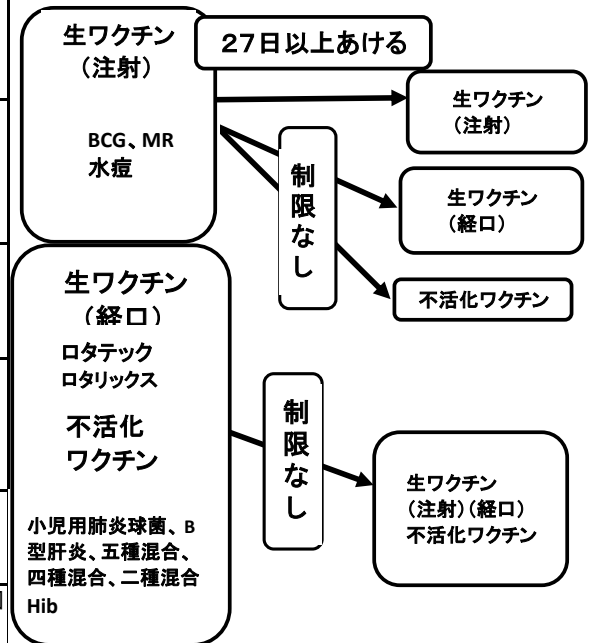 生ワクチン
（注射）
BCG、MR
水痘
27日以上あける
生ワクチン
（注射）
制限なし
生ワクチン
（経口）
不活化ワクチン
生ワクチン
（経口）
ロタテック
ロタリックス
不活化
ワクチン
小児用肺炎球菌、B
型肝炎、五種混合、
四種混合、二種混合
Hib
制限なし
生ワクチン
（注射）（経口）
不活化ワクチン